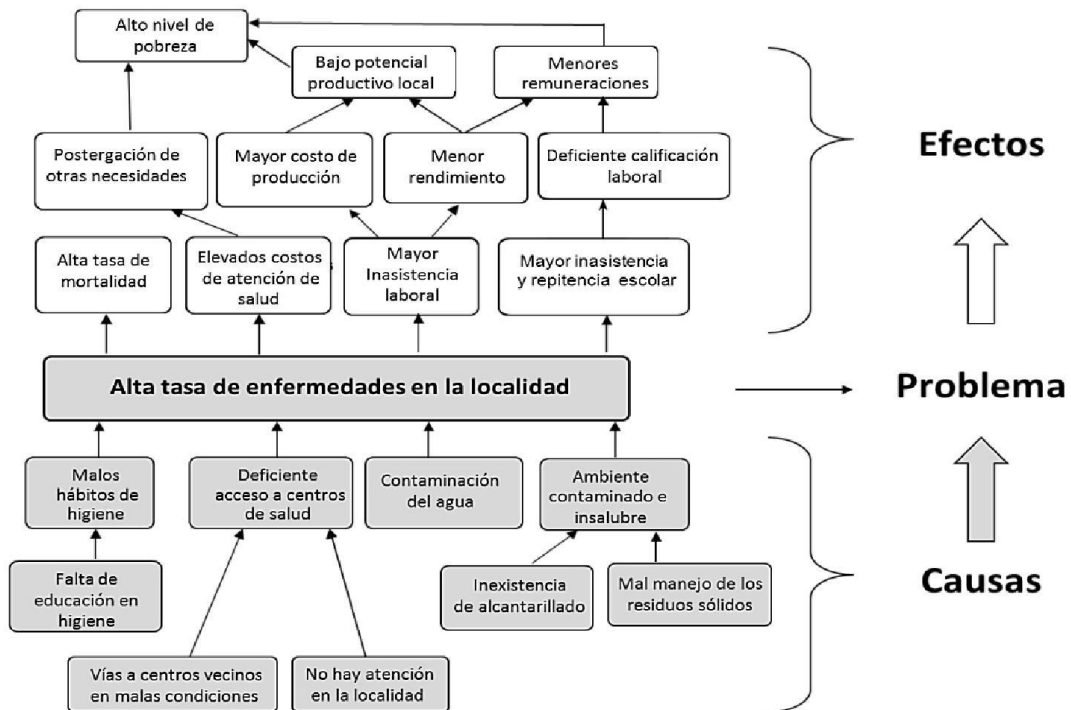 Alto nivel de
pobreza
Bajo potencial
productivo local
Menores
remuneraciones
Postergación de
otras necesidades
Mayor costo de
producción
Menor
rendimiento
Deficiente calificación
laboral
Alta tasa de
mortalidad
Elevados costos
de atención de
salud
Mayor
Inasistencia
laboral
Mayor inasistencia
y repitencia escolar
Efectos
Alta tasa de enfermedades en la localidad
Problema
Malos
hábitos de
higiene
Deficiente
acceso a centros
de salud
Contaminación
del agua
Ambiente
contaminado e
insalubre
Falta de
educación en
higiene
Inexistencia
de alcantarillado
Mal manejo de los
residuos sólidos
Causas
Vías a centros vecinos
en malas condiciones
No hay atención
en la localidad